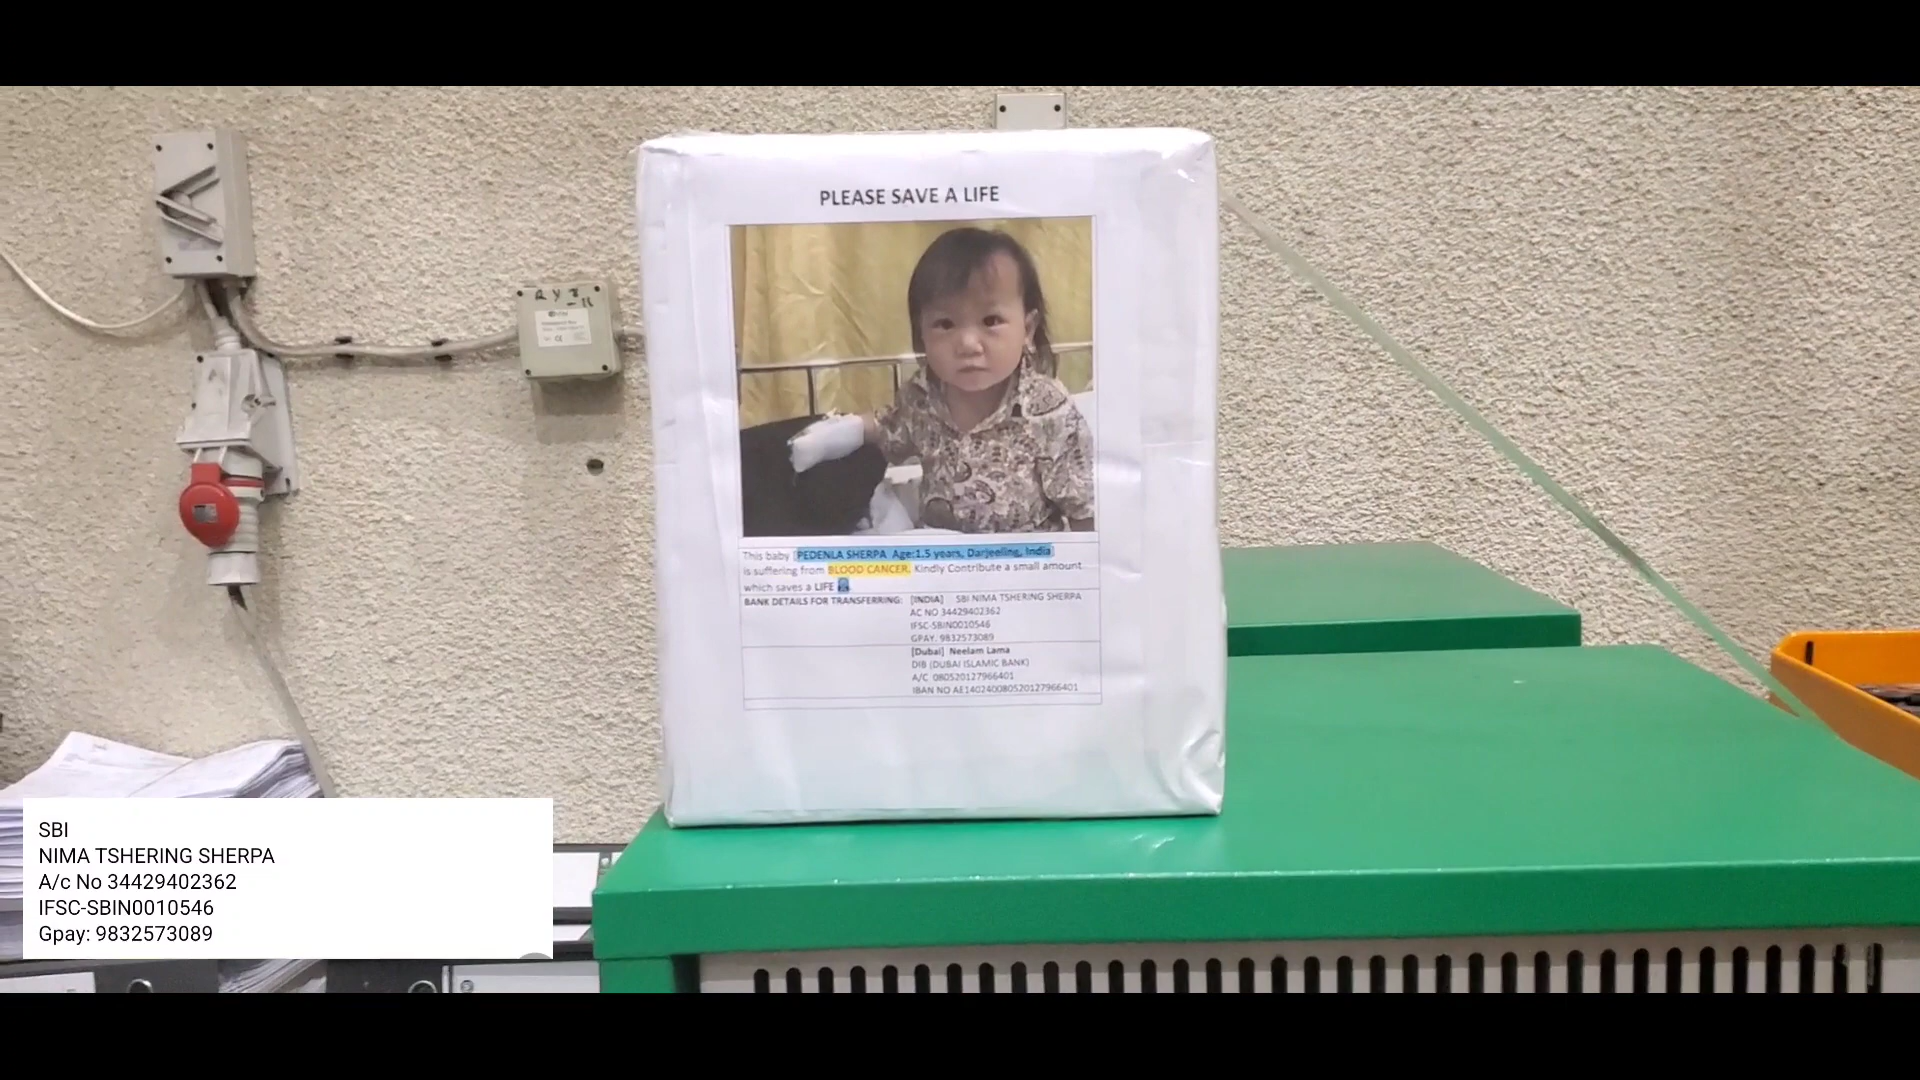 PLEASE SAVE A LIFE
This baby PEDENLA SHERPA Age:1.5 years, Darjeeling, India
is suffering from BLOOD CANCER. Kindly Contribute a small amount
which saves a LIFE
BANK DETAILS FOR TRANSFERRING: [INDIA] SBI NIMA TSHERING SHERPA
AC NO 34429402362
IFSC-SBIN0010546
GPAY. 9832573089
[Dubai] Neelam Lama
DIB (DUBAI ISLAMIC BANK)
A/C 080520127966401
IBAN NO AE140240080520127966401
SBI
NIMA TSHERING SHERPA
A/c No 34429402362
IFSC-SBIN0010546
Gpay: 9832573089